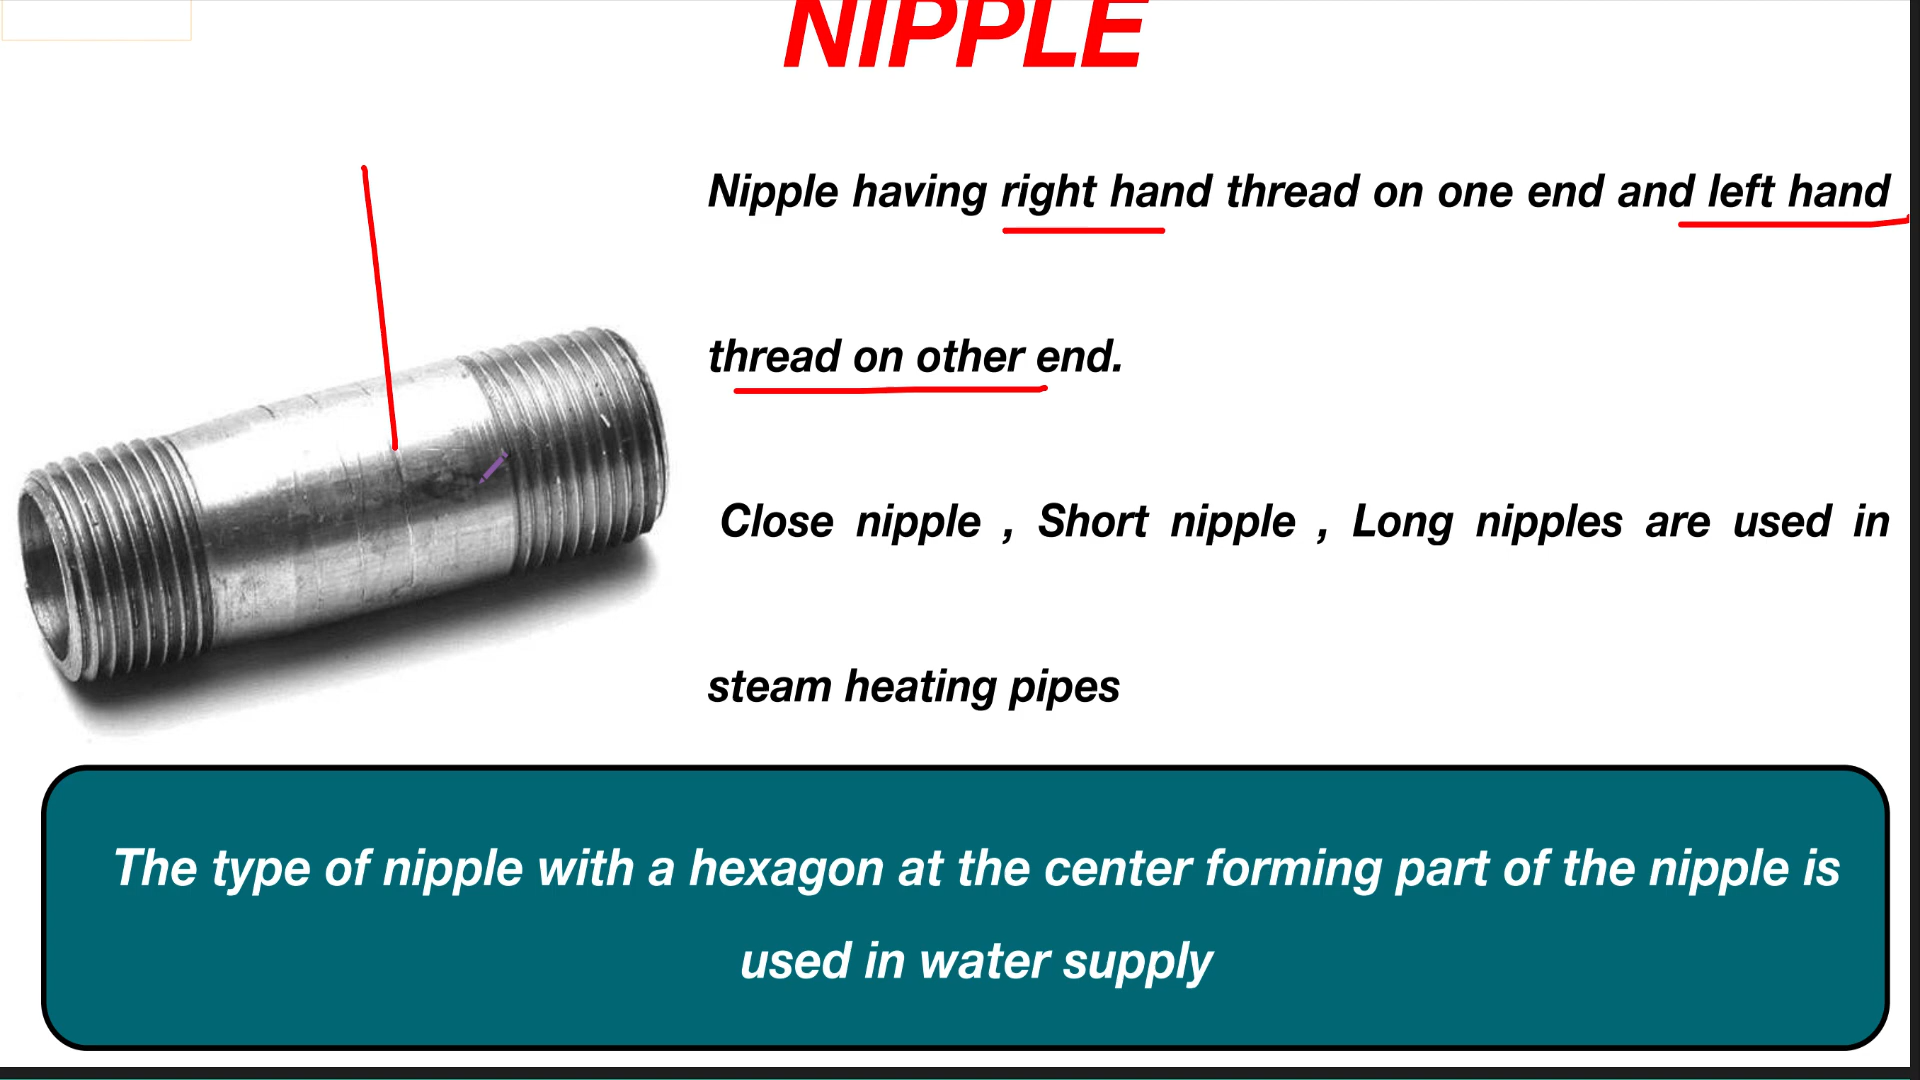 NIPPLE
Nipple having right hand thread on one end and left hand
thread on other end.
Close nipple , Short nipple , Long nipples are used in
steam heating pipes
The type of nipple with a hexagon at the center forming part of the nipple is
used in water supply